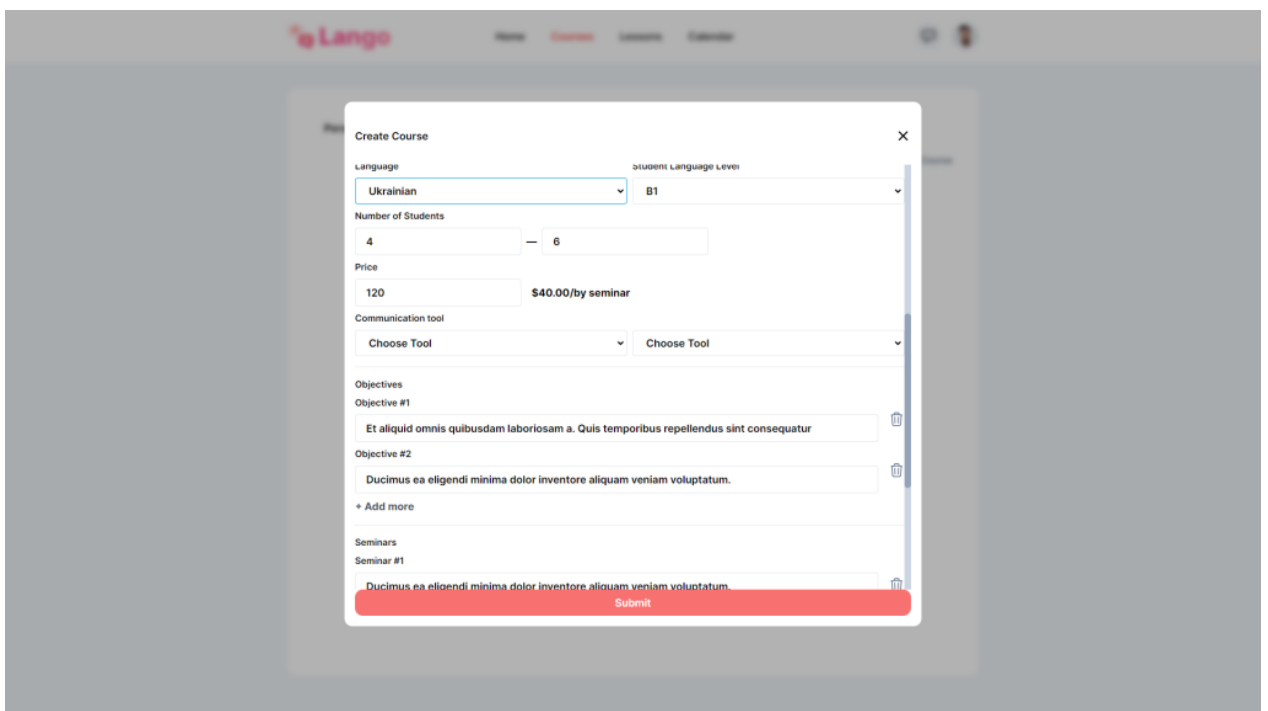 Lango
Home Courses Lessons Calendar
Create Course
Course
Language Student Language Level
Ukrainian B1
Number of Students
4 — 6
Price
120 $40.00/by seminar
Communication tool
Choose Tool Choose Tool
Objectives
Objective #1
Et aliquid omnis quibusdam laboriosam a. Quis temporibus repellendus sint consequatur
Objective #2
Ducimus ea eligendi minima dolor inventore aliquam veniam voluptatum.
+ Add more
Seminars
Seminar #1
Ducimus ea eligendi minima dolor inventore aliquam veniam voluptatum.
Submit